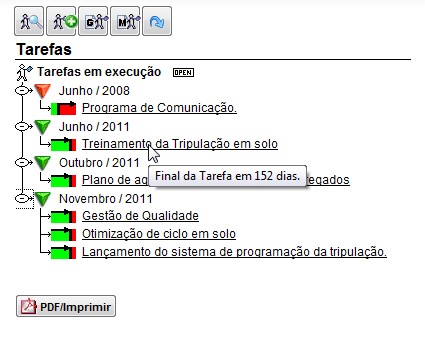 G M
Tarefas
Tarefas em execução OPEN
Junho / 2008
Programa de Comunicação.
Junho / 2011
Treinamento da Tripulação em solo
Outubro / 2011
Plano de aq
egados
Final da Tarefa em 152 dias.
Novembro / 2011
Gestão de Qualidade
Otimização de ciclo em solo
Lançamento do sistema de programação da tripulação.
PDF/Imprimir